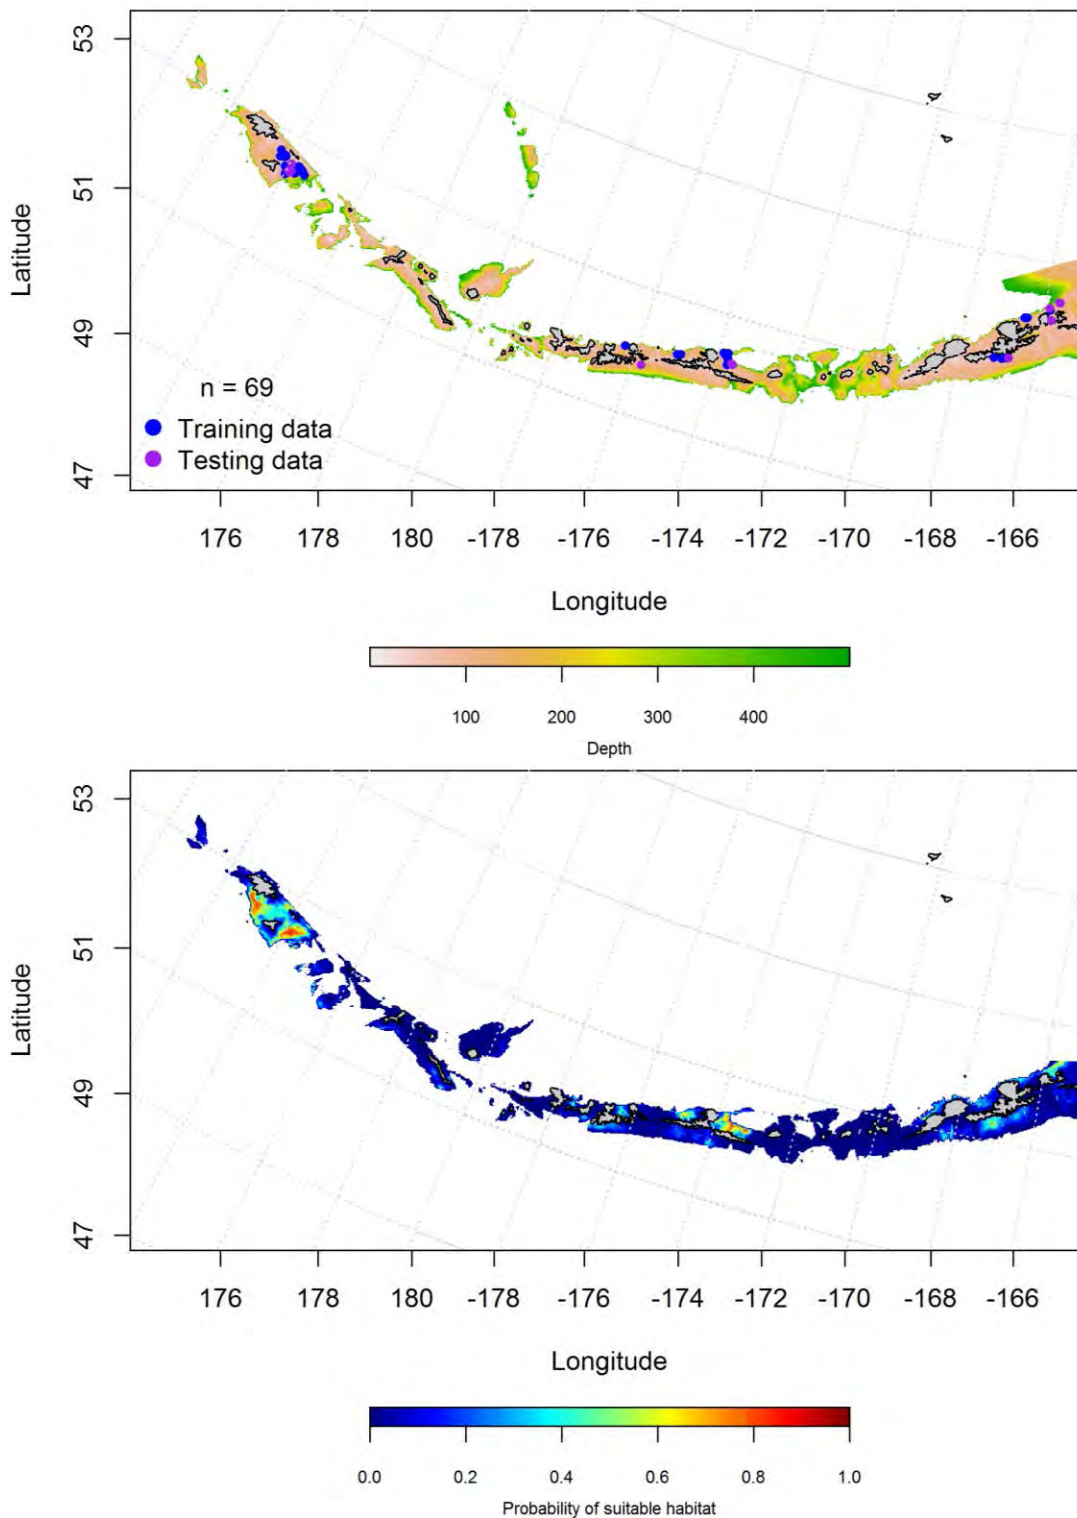 53
51
49
47
Latitude
n = 69
Training data
Testing data
176 178 180 -178 -176 -174 -172 -170 -168 -166
Longitude
100 200 300 400
Depth
53
51
49
47
Latitude
176 178 180 -178 -176 -174 -172 -170 -168 -166
Longitude
0.0 0.2 0.4 0.6 0.8 1.0
Probability of suitable habitat